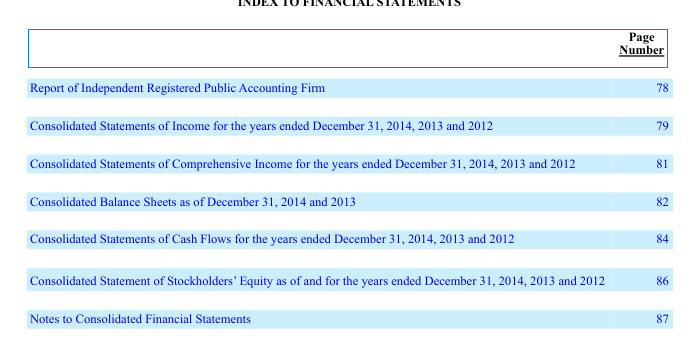 INDEX TO FINANCIAL STATEMENTS
Page
Number
Report of Independent Registered Public Accounting Firm 78
Consolidated Statements of Income for the years ended December 31, 2014, 2013 and 2012 79
Consolidated Statements of Comprehensive Income for the years ended December 31, 2014, 2013 and 2012 81
Consolidated Balance Sheets as of December 31, 2014 and 2013 82
Consolidated Statements of Cash Flows for the years ended December 31, 2014, 2013 and 2012 84
Consolidated Statement of Stockholders’ Equity as of and for the years ended December 31, 2014, 2013 and 2012 86
Notes to Consolidated Financial Statements 87